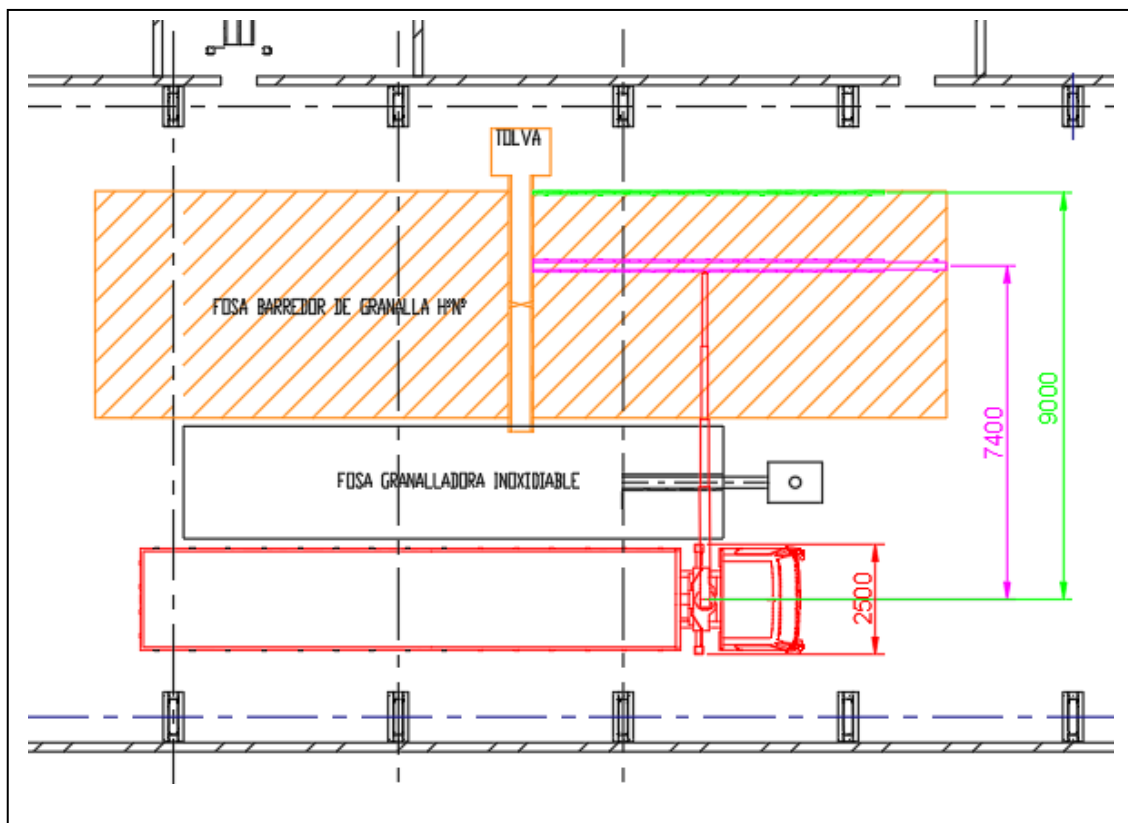 TOLVA
FOSA BARREDOR DE GRANALLA HºNº
9000
7400
FOSA GRANALLADORA INOXIDIABLE
2500